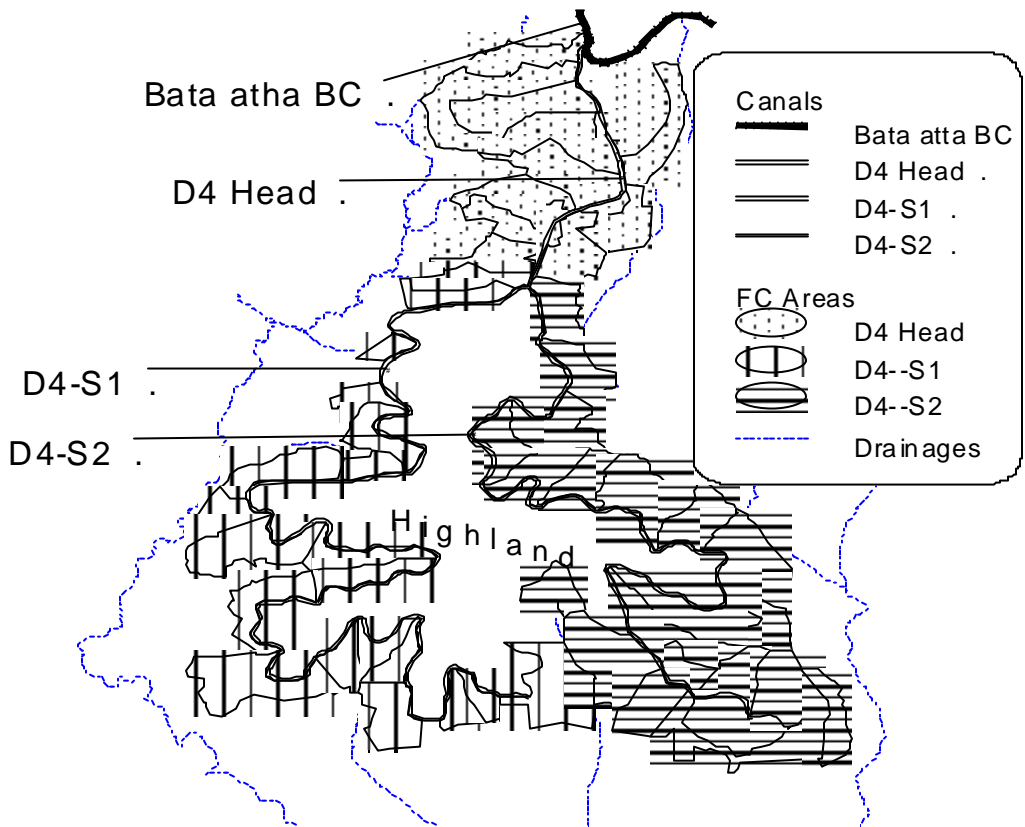 Bata atha BC .
D4 Head .
D4-S1 .
D4-S2 .
Highland
Canals
Bata atta BC
D4 Head .
D4-S1 .
D4-S2 .
FC Areas
D4 Head
D4--S1
D4--S2
Drainages